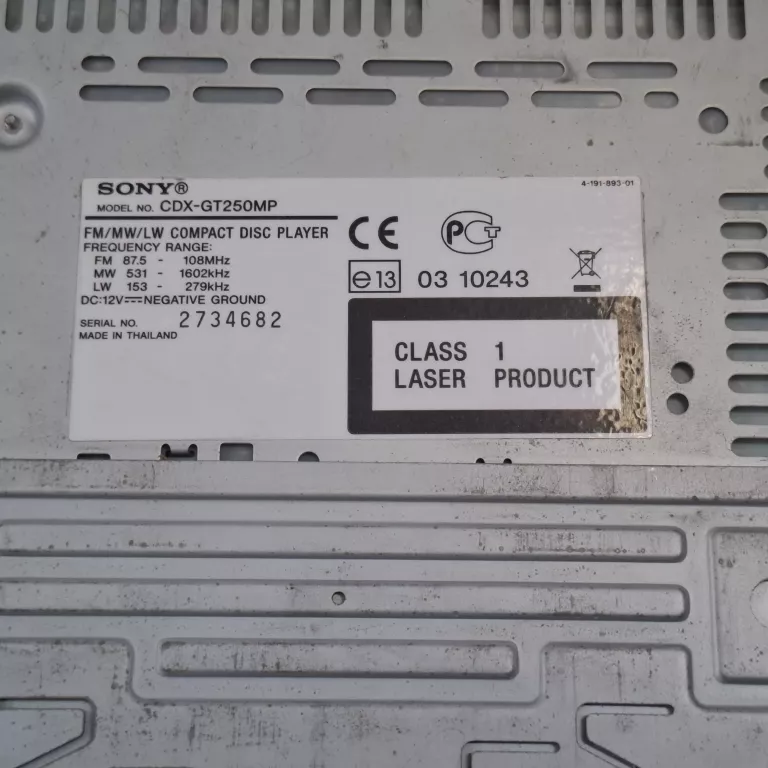 SONY®
4-191-893-01
MODEL NO. CDX-GT250MP
FM/MW/LW COMPACT DISC PLAYER
FREQUENCY RANGE:
FM 87.5 - 108MHz
MW 531 - 1602kHz
LW 153 - 279kHz
DC:12V⎓NEGATIVE GROUND
SERIAL NO. 2734682
MADE IN THAILAND
CE PCT
e13 03 10243
CLASS 1
LASER PRODUCT